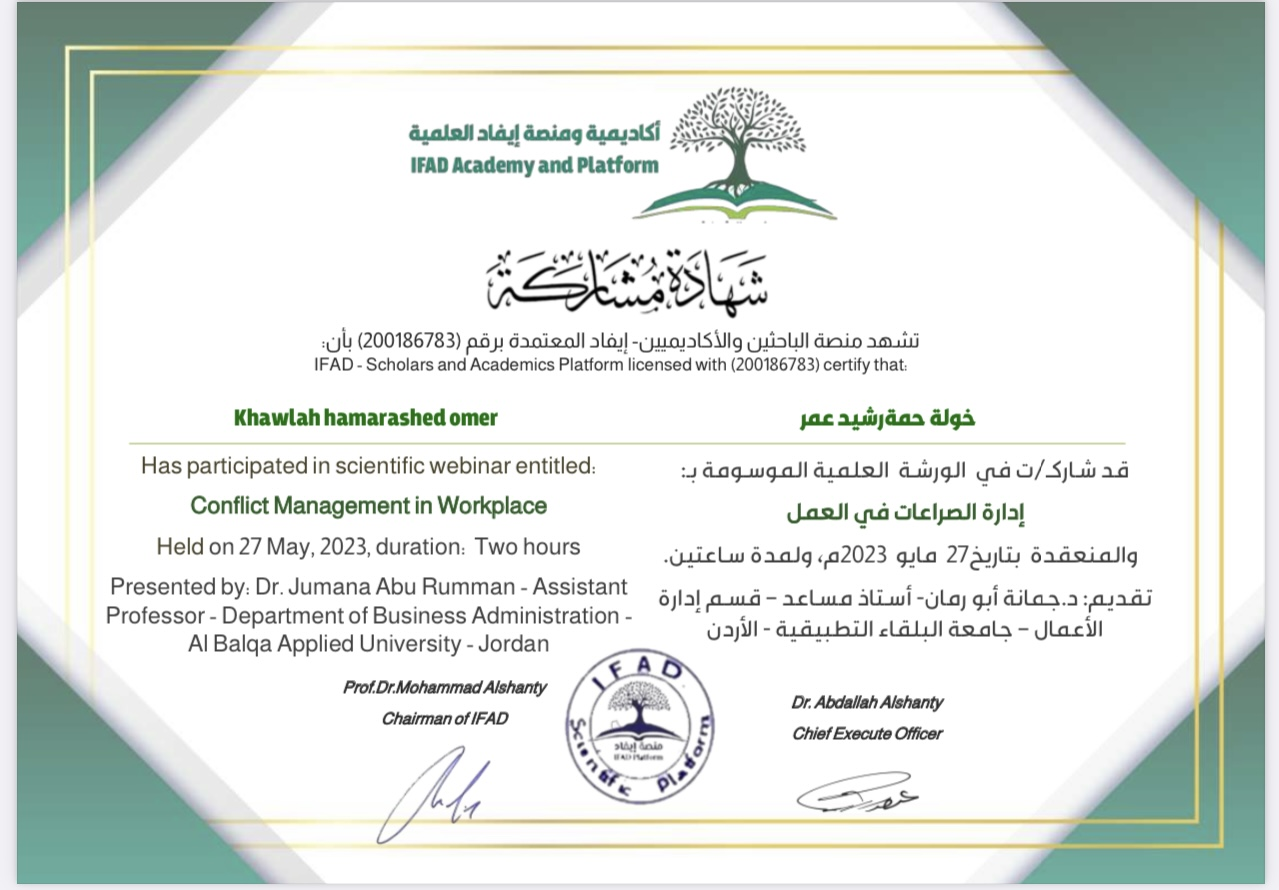 أكاديمية ومنصة إيفاد العلمية
IFAD Academy and Platform
شَهَادَةُ مُشَارَكَة
تشهد منصة الباحثين والأكاديميين- إيفاد المعتمدة برقم (200186783) بأن:
IFAD - Scholars and Academics Platform licensed with (200186783) certify that:
Khawlah hamarashed omer
خولة حمةرشيد عمر
Has participated in scientific webinar entitled:
Conflict Management in Workplace
Held on 27 May, 2023, duration: Two hours
Presented by: Dr. Jumana Abu Rumman - Assistant
Professor - Department of Business Administration -
Al Balqa Applied University - Jordan
قد شارك/ت في الورشة العلمية الموسومة بـ:
إدارة الصراعات في العمل
والمنعقدة بتاريخ27 مايو 2023م، ولمدة ساعتين.
تقديم: د.جمانة أبو رمان- أستاذ مساعد – قسم إدارة
الأعمال – جامعة البلقاء التطبيقية - الأردن
Prof.Dr.Mohammad Alshanty
Chairman of IFAD
IFAD
منصة إيفاد
IFAD Platform
Scientific Platform
Dr. Abdallah Alshanty
Chief Execute Officer